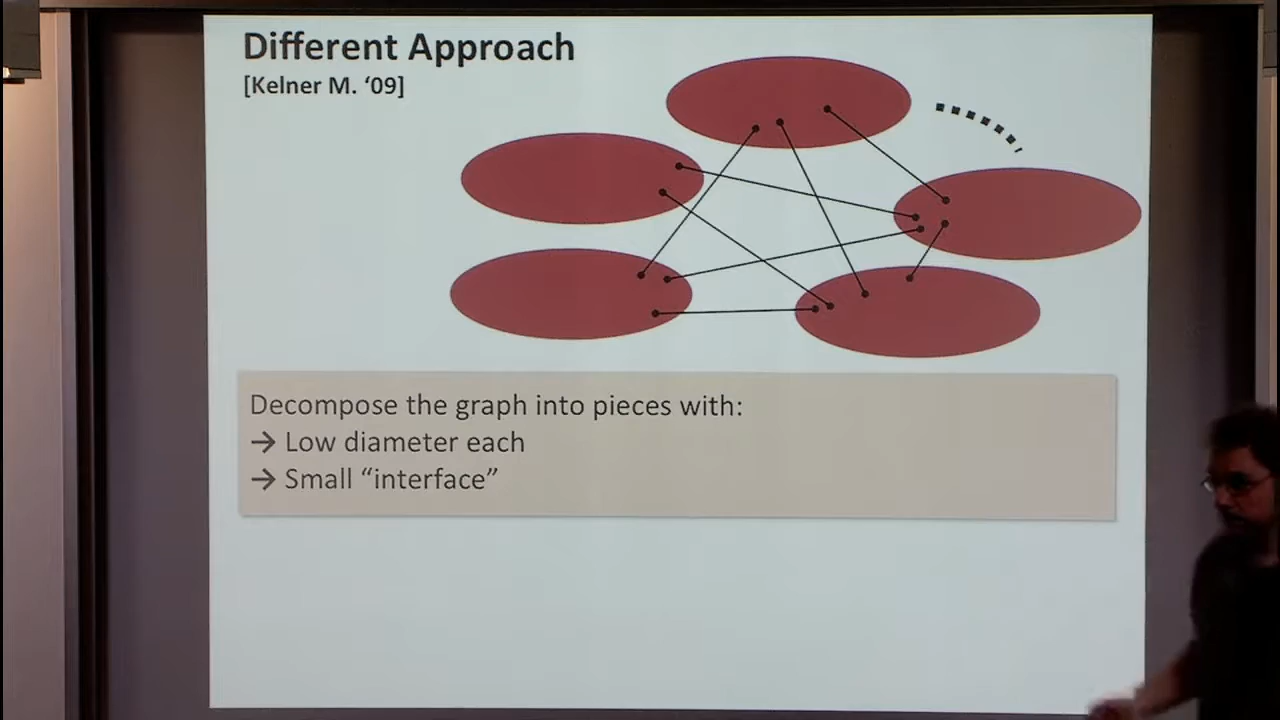 Different Approach
[Kelner M. ‘09]
Decompose the graph into pieces with:
→ Low diameter each
→ Small “interface”